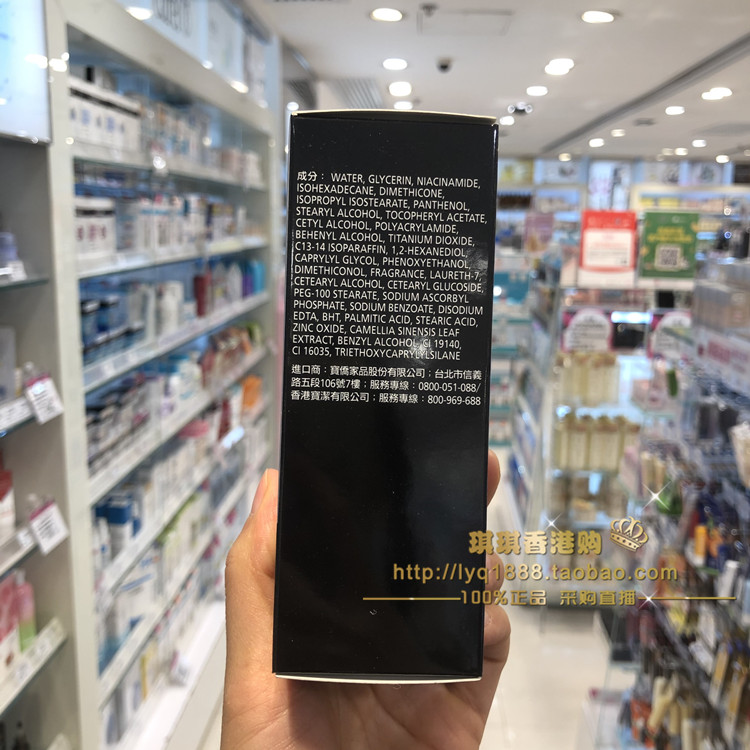 成分： WATER, GLYCERIN, NIACINAMIDE,
ISOHEXADECANE, DIMETHICONE,
ISOPROPYL ISOSTEARATE, PANTHENOL,
STEARYL ALCOHOL, TOCOPHERYL ACETATE,
CETYL ALCOHOL, POLYACRYLAMIDE,
BEHENYL ALCOHOL, TITANIUM DIOXIDE,
C13-14 ISOPARAFFIN, 1,2-HEXANEDIOL,
CAPRYLYL GLYCOL, PHENOXYETHANOL,
DIMETHICONOL, FRAGRANCE, LAURETH-7,
CETEARYL ALCOHOL, CETEARYL GLUCOSIDE,
PEG-100 STEARATE, SODIUM ASCORBYL
PHOSPHATE, SODIUM BENZOATE, DISODIUM
EDTA, BHT, PALMITIC ACID, STEARIC ACID,
ZINC OXIDE, CAMELLIA SINENSIS LEAF
EXTRACT, BENZYL ALCOHOL, CI 19140,
CI 16035, TRIETHOXYCAPRYLYLSILANE
進口商：寶僑家品股份有限公司；台北市信義
路五段106號7樓；服務專線：0800-051-088/
香港寶潔有限公司；服務專線：800-969-688
琪琪香港购
http://lyq1888.taobao.com
100%正品 采购直播